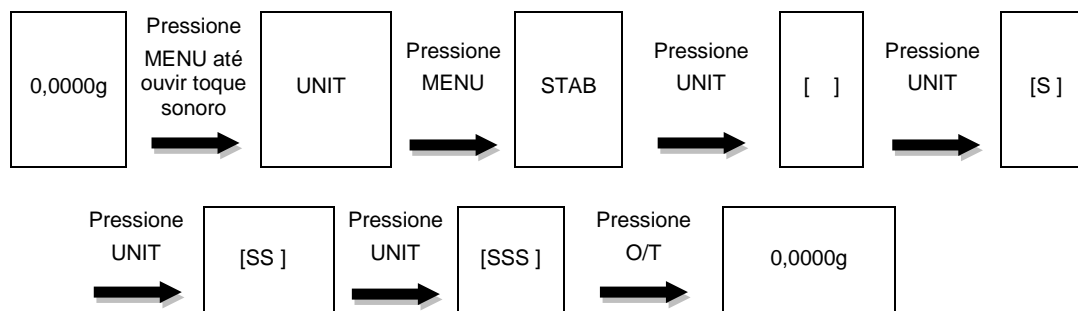 0,0000g
Pressione
MENU até
ouvir toque
sonoro
UNIT
Pressione
MENU
STAB
Pressione
UNIT
[ ]
Pressione
UNIT
[S ]
Pressione
UNIT
[SS ]
Pressione
UNIT
[SSS ]
Pressione
O/T
0,0000g